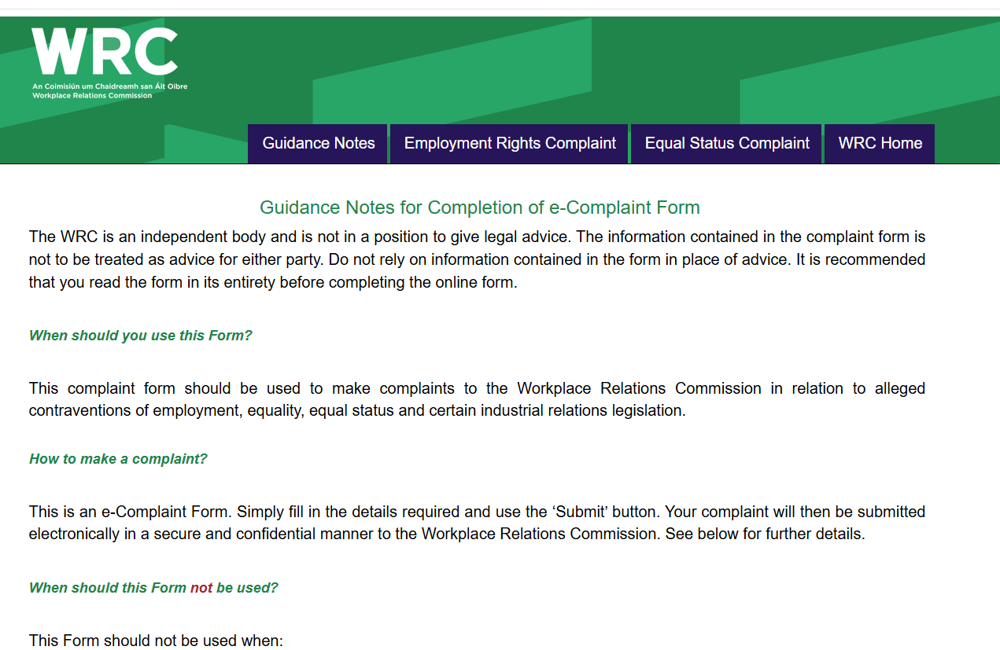 WRC
An Coimisiún um Chaidreamh san Áit Oibre
Workplace Relations Commission
Guidance Notes
Employment Rights Complaint
Equal Status Complaint
WRC Home
Guidance Notes for Completion of e-Complaint Form
The WRC is an independent body and is not in a position to give legal advice. The information contained in the complaint form is
not to be treated as advice for either party. Do not rely on information contained in the form in place of advice. It is recommended
that you read the form in its entirety before completing the online form.
When should you use this Form?
This complaint form should be used to make complaints to the Workplace Relations Commission in relation to alleged
contraventions of employment, equality, equal status and certain industrial relations legislation.
How to make a complaint?
This is an e-Complaint Form. Simply fill in the details required and use the ‘Submit’ button. Your complaint will then be submitted
electronically in a secure and confidential manner to the Workplace Relations Commission. See below for further details.
When should this Form not be used?
This Form should not be used when: